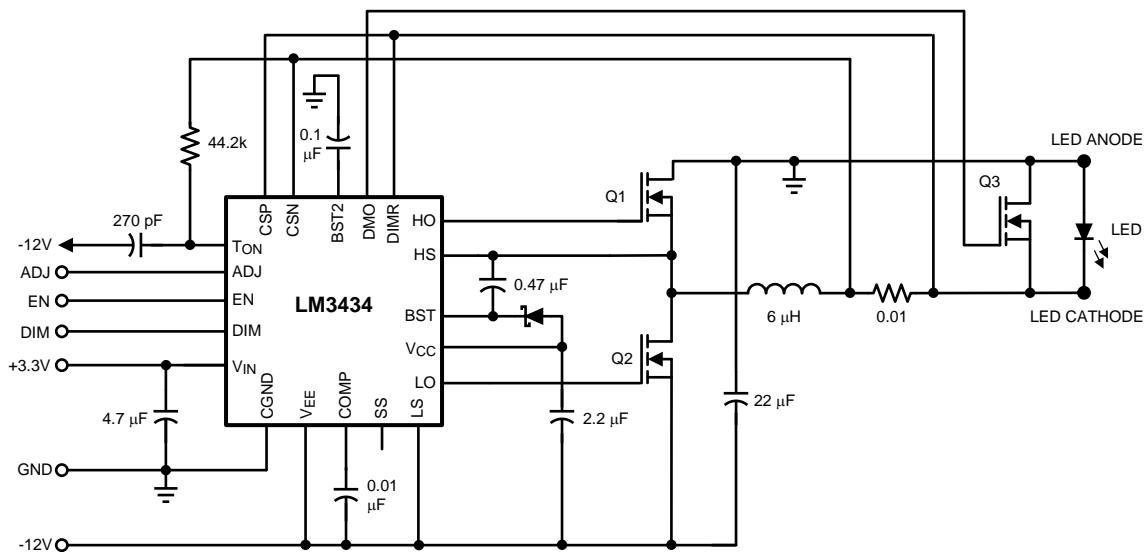 44.2k
0.1
µF
LED ANODE
Q1
Q3
270 pF
CSP
CSN
BST2
DMO
DIMR
HO
-12V
TON
HS
LED
ADJ
ADJ
0.47 µF
EN
EN
LM3434
BST
6 µH
0.01
LED CATHODE
DIM
DIM
VCC
Q2
+3.3V
VIN
LO
CGND
VEE
COMP
SS
LS
4.7 µF
2.2 µF
22 µF
GND
0.01
µF
-12V